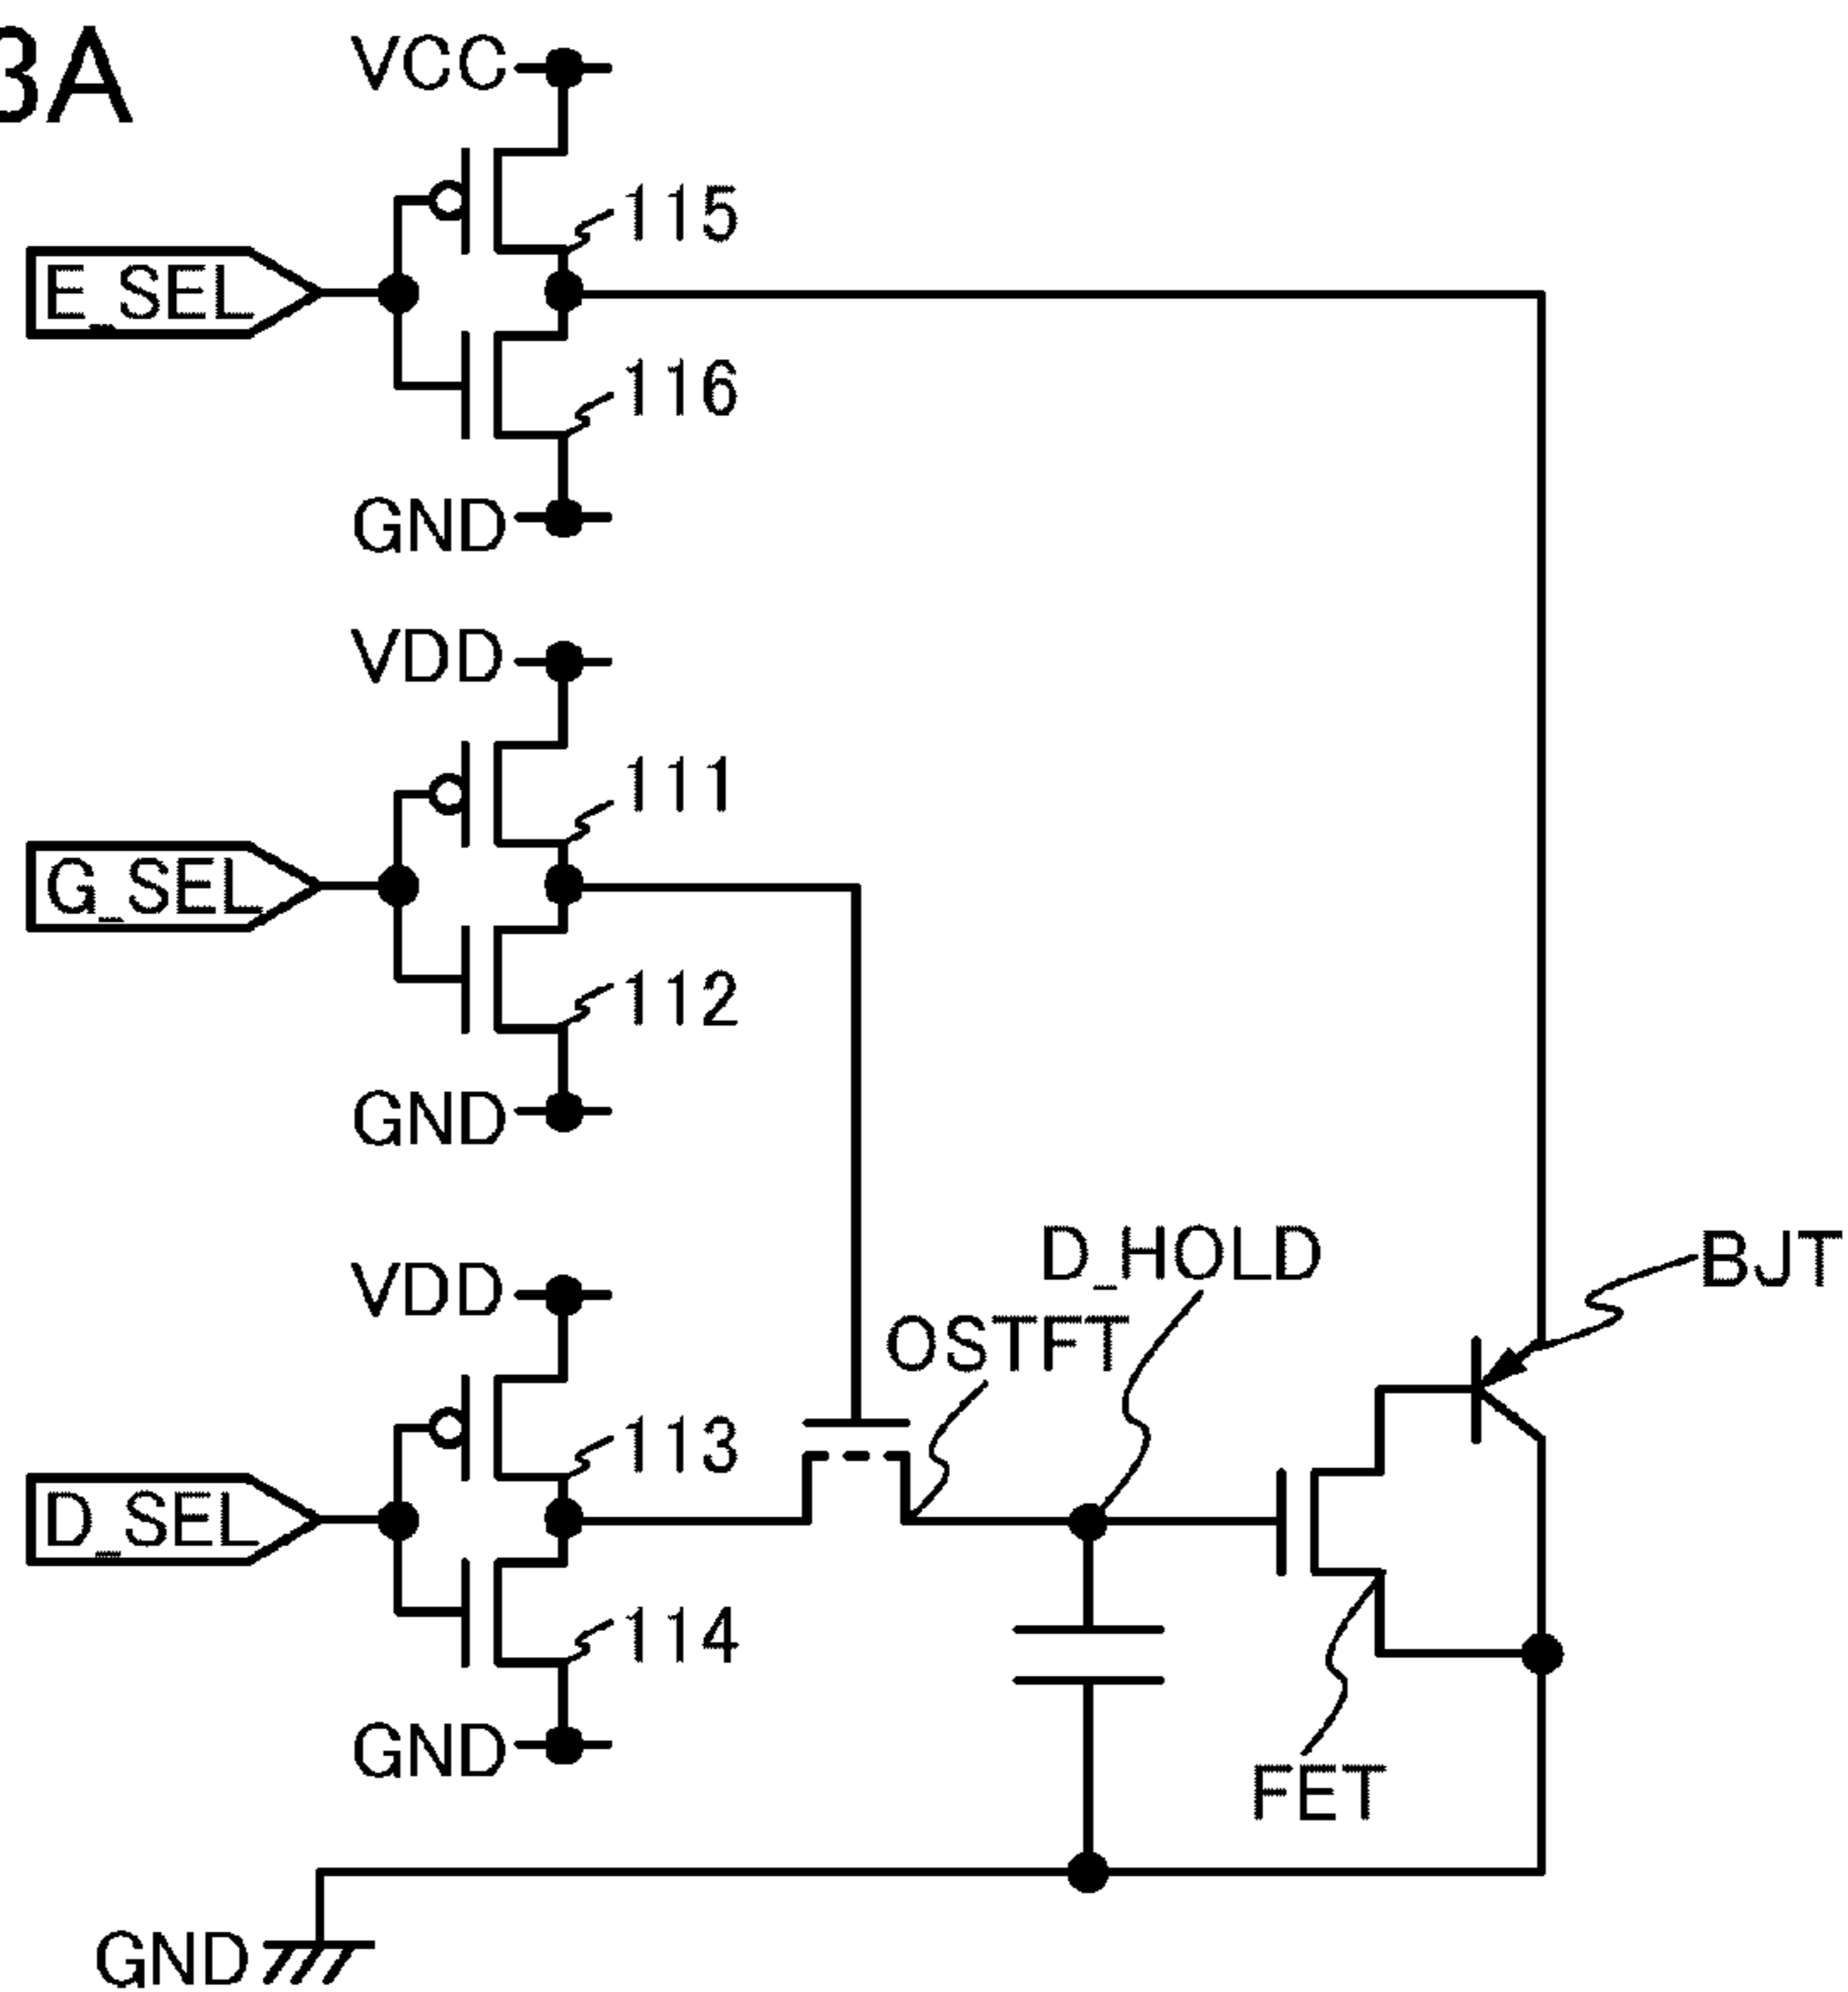 3A
VCC
115
E_SEL
116
GND
VDD
111
G_SEL
112
GND
D_HOLD
BJT
VDD
OSTFT
113
D_SEL
114
GND
FET
GND